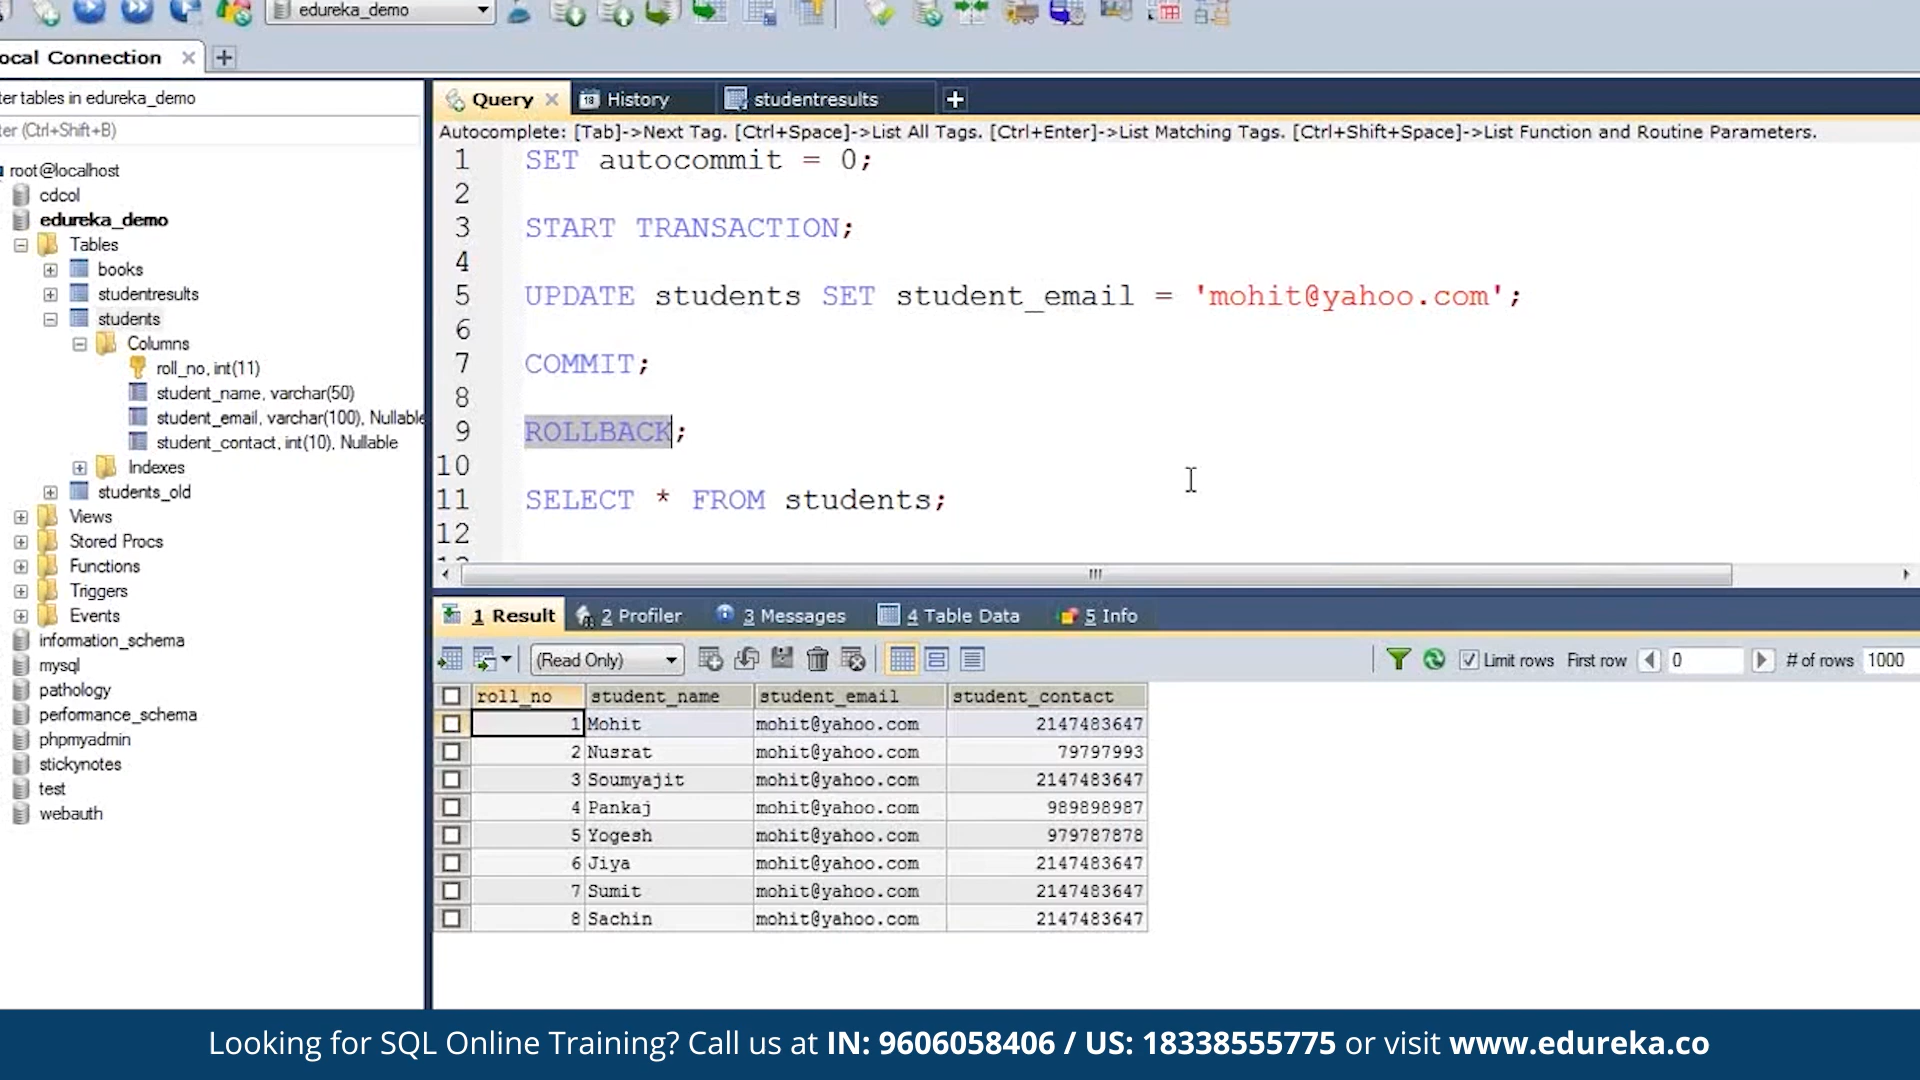 edureka_demo
ocal Connection
ter tables in edureka_demo
ter (Ctrl+Shift+B)
root@localhost
cdcol
edureka_demo
Tables
books
studentresults
students
Columns
roll_no, int(11)
student_name, varchar(50)
student_email, varchar(100), Nullable
student_contact, int(10), Nullable
Indexes
students_old
Views
Stored Procs
Functions
Triggers
Events
information_schema
mysql
pathology
performance_schema
phpmyadmin
stickynotes
test
webauth
Query History studentresults
Autocomplete: [Tab]->Next Tag. [Ctrl+Space]->List All Tags. [Ctrl+Enter]->List Matching Tags. [Ctrl+Shift+Space]->List Function and Routine Parameters.
1 SET autocommit = 0;
2
3 START TRANSACTION;
4
5 UPDATE students SET student_email = 'mohit@yahoo.com';
6
7 COMMIT;
8
9 ROLLBACK;
10
11 SELECT * FROM students;
12
1 Result 2 Profiler 3 Messages 4 Table Data 5 Info
(Read Only) Limit rows First row 0 # of rows 1000
roll_no student_name student_email student_contact
1 Mohit mohit@yahoo.com 2147483647
2 Nusrat mohit@yahoo.com 79797993
3 Soumyajit mohit@yahoo.com 2147483647
4 Pankaj mohit@yahoo.com 989898987
5 Yogesh mohit@yahoo.com 979787878
6 Jiya mohit@yahoo.com 2147483647
7 Sumit mohit@yahoo.com 2147483647
8 Sachin mohit@yahoo.com 2147483647
Looking for SQL Online Training? Call us at IN: 9606058406 / US: 18338555775 or visit www.edureka.co